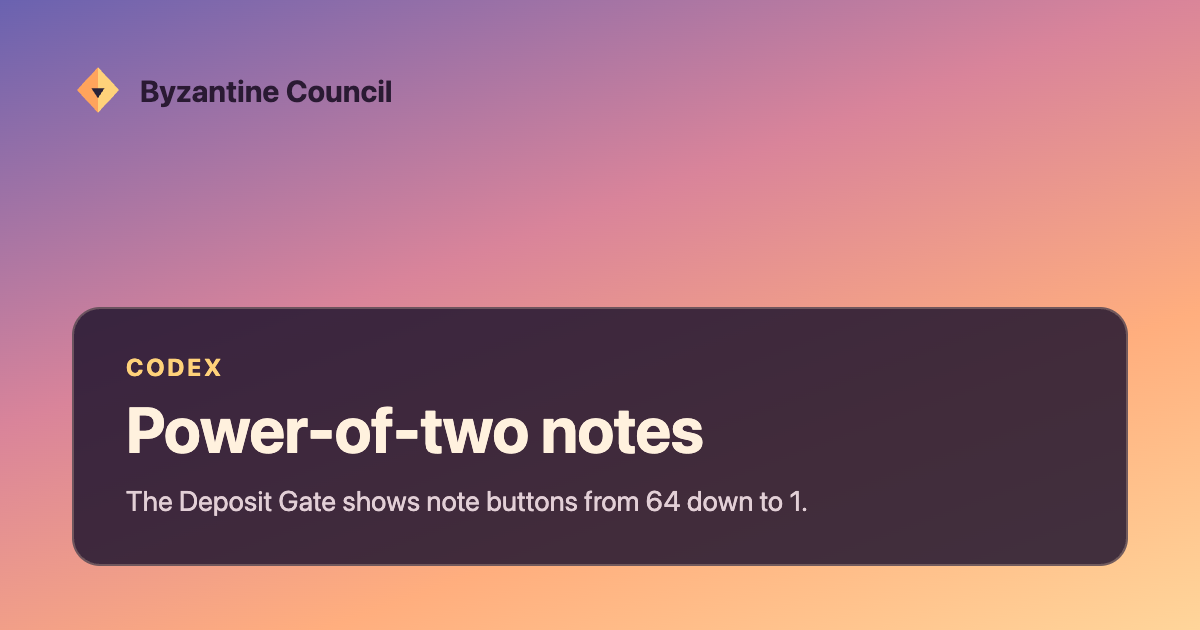 Byzantine Council
CODEX
Power-of-two notes
The Deposit Gate shows note buttons from 64 down to 1.